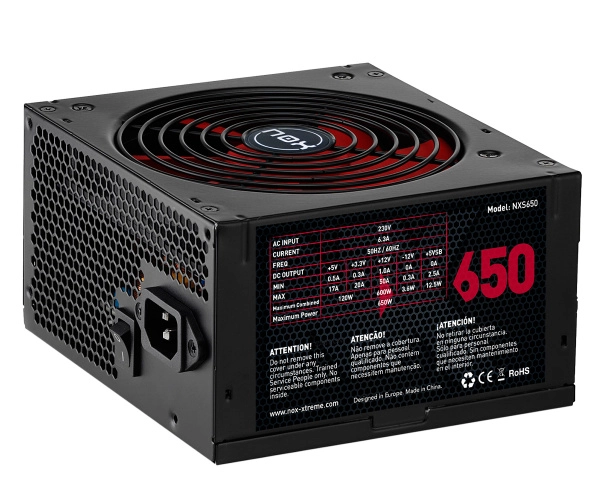 NOX
Model: NXS650
AC INPUT 230V
CURRENT 6.3A
FREQ 50HZ / 60HZ
DC OUTPUT +5V +3.3V +12V -12V +5VSB
MIN 0.5A 0.3A 1.0A 0A 0A
MAX 17A 20A 50A 0.3A 2.5A
Maximum Combined 120W 600W 3.6W 12.5W
Maximum Power 650W
650
ATTENTION!
Do not remove this
cover under any
circumstances. Trained
Service People only. No
serviceable components
inside.
ATENÇÃO!
Não remove a cobertura.
Apenas para pessoal
qualificado. Não contem
componentes que
necesitem manutenção.
¡ATENCIÓN!
No retirar la cubierta
en ninguna circunstancia.
Sólo para personal
cualificado. Sin componentes
que necesiten mantenimiento
en el interior.
CE RoHS
www.nox-xtreme.com
Designed in Europe. Made in China.